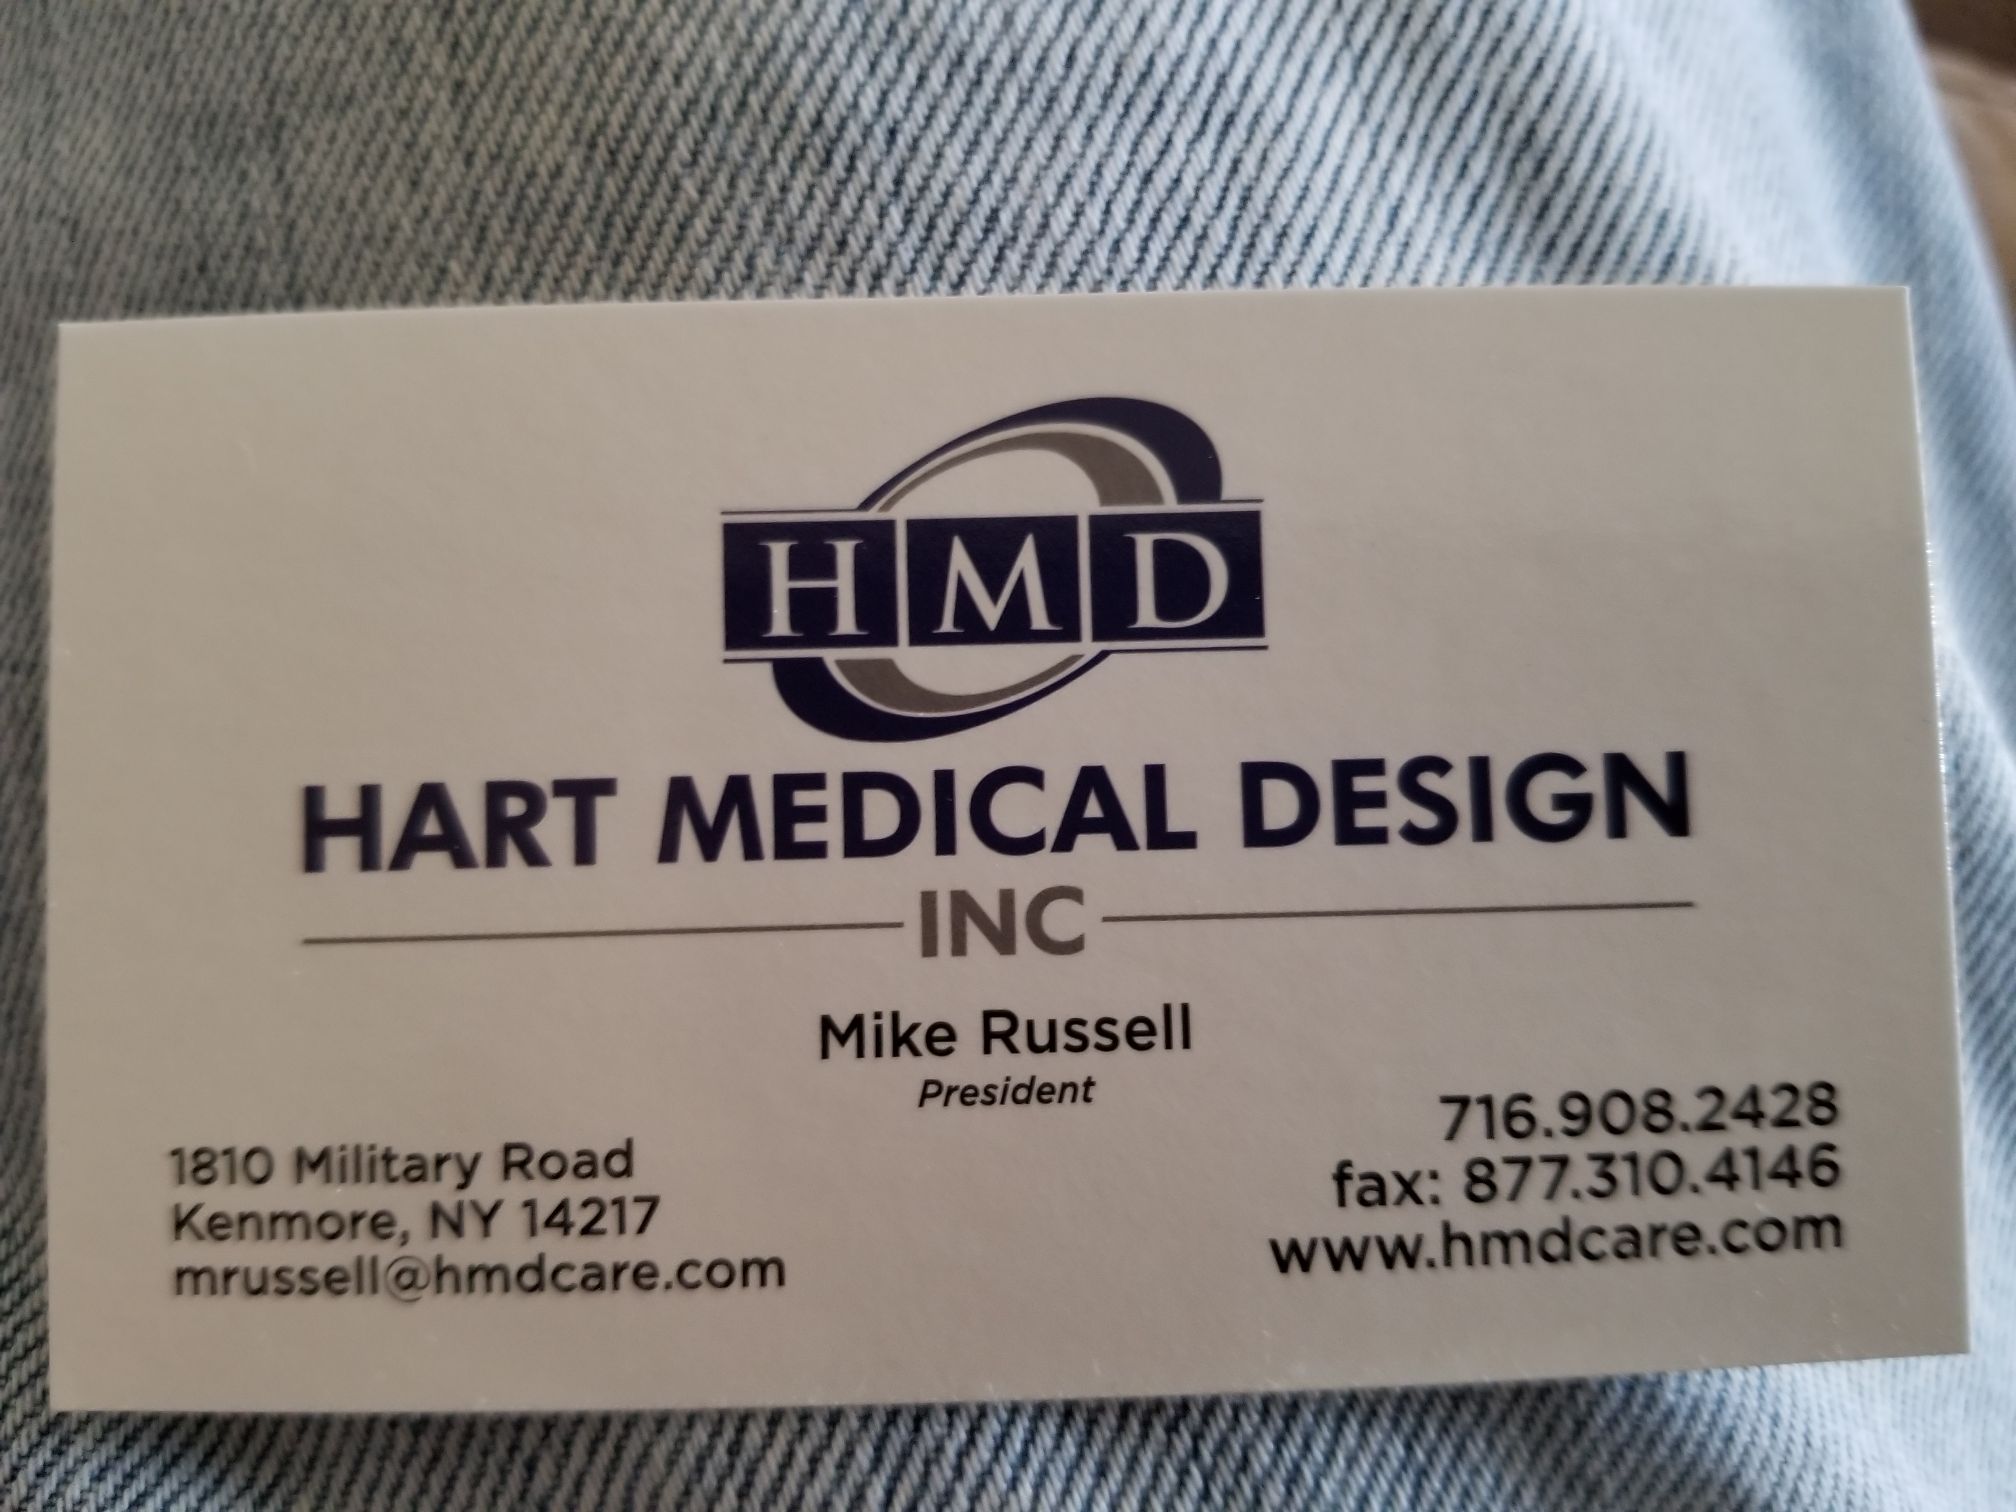 HMD
HART MEDICAL DESIGN
INC
Mike Russell
President
1810 Military Road
Kenmore, NY 14217
mrussell@hmdcare.com
716.908.2428
fax: 877.310.4146
www.hmdcare.com